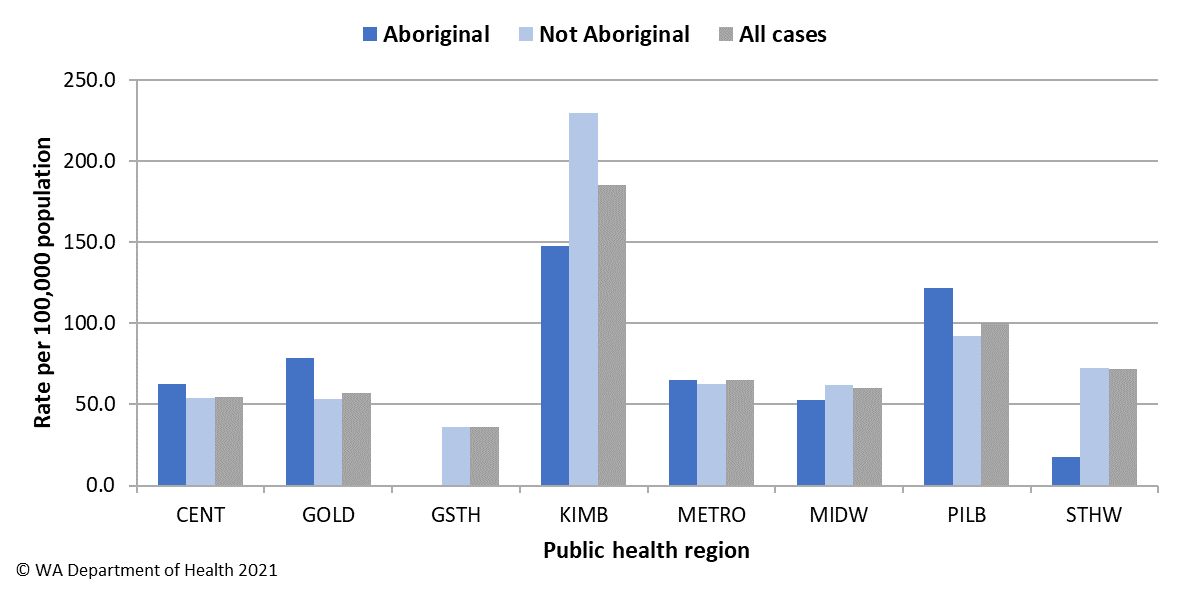 Aboriginal Not Aboriginal All cases
250.0
200.0
150.0
100.0
50.0
0.0
Rate per 100,000 population
CENT GOLD GSTH KIMB METRO MIDW PILB STHW
Public health region
© WA Department of Health 2021